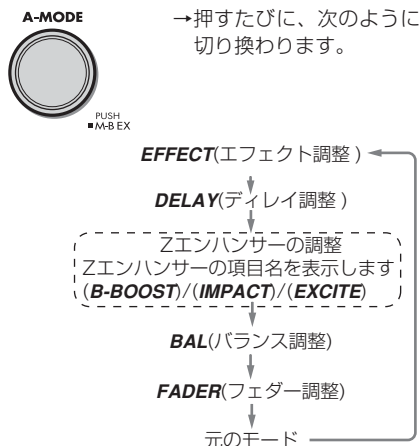 A-MODE
PUSH
■M-B EX
→押すたびに、次のように
切り換わります。
EFFECT(エフェクト調整 )
DELAY(ディレイ調整 )
Zエンハンサーの調整
Zエンハンサーの項目名を表示します
(B-BOOST)/(IMPACT)/(EXCITE)
BAL(バランス調整)
FADER(フェダー調整)
元のモード